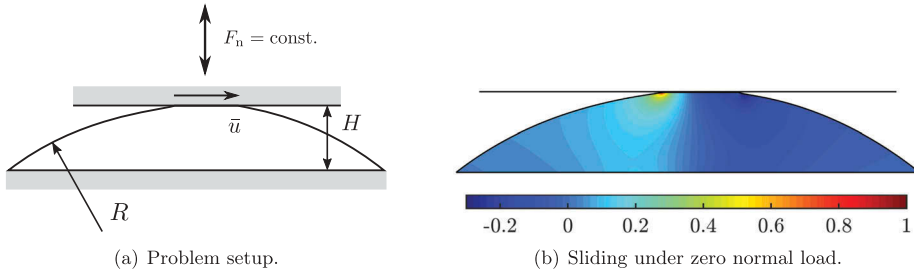 Fₙ = const.
ū
H
R
-0.2 0 0.2 0.4 0.6 0.8 1
(a) Problem setup.
(b) Sliding under zero normal load.